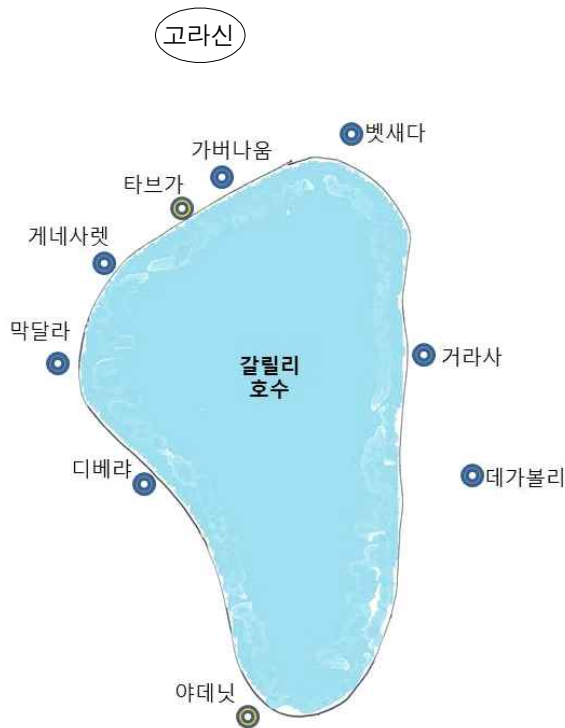 고라신
벳새다
가버나움
타브가
게네사렛
막달라
갈릴리
호수
거라사
디베랴
데가볼리
야데닛